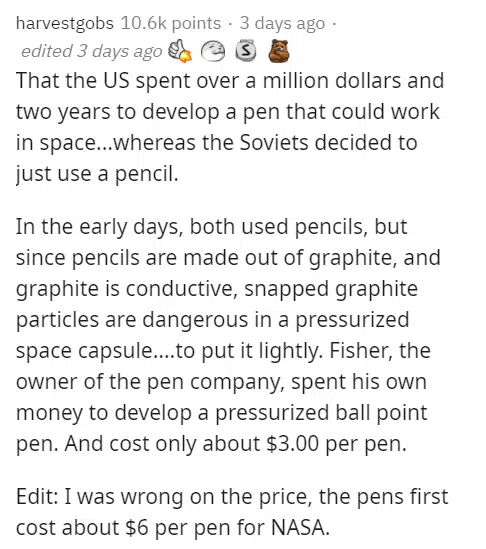 harvestgobs 10.6k points · 3 days ago ·
edited 3 days ago S
That the US spent over a million dollars and
two years to develop a pen that could work
in space...whereas the Soviets decided to
just use a pencil.
In the early days, both used pencils, but
since pencils are made out of graphite, and
graphite is conductive, snapped graphite
particles are dangerous in a pressurized
space capsule....to put it lightly. Fisher, the
owner of the pen company, spent his own
money to develop a pressurized ball point
pen. And cost only about $3.00 per pen.
Edit: I was wrong on the price, the pens first
cost about $6 per pen for NASA.